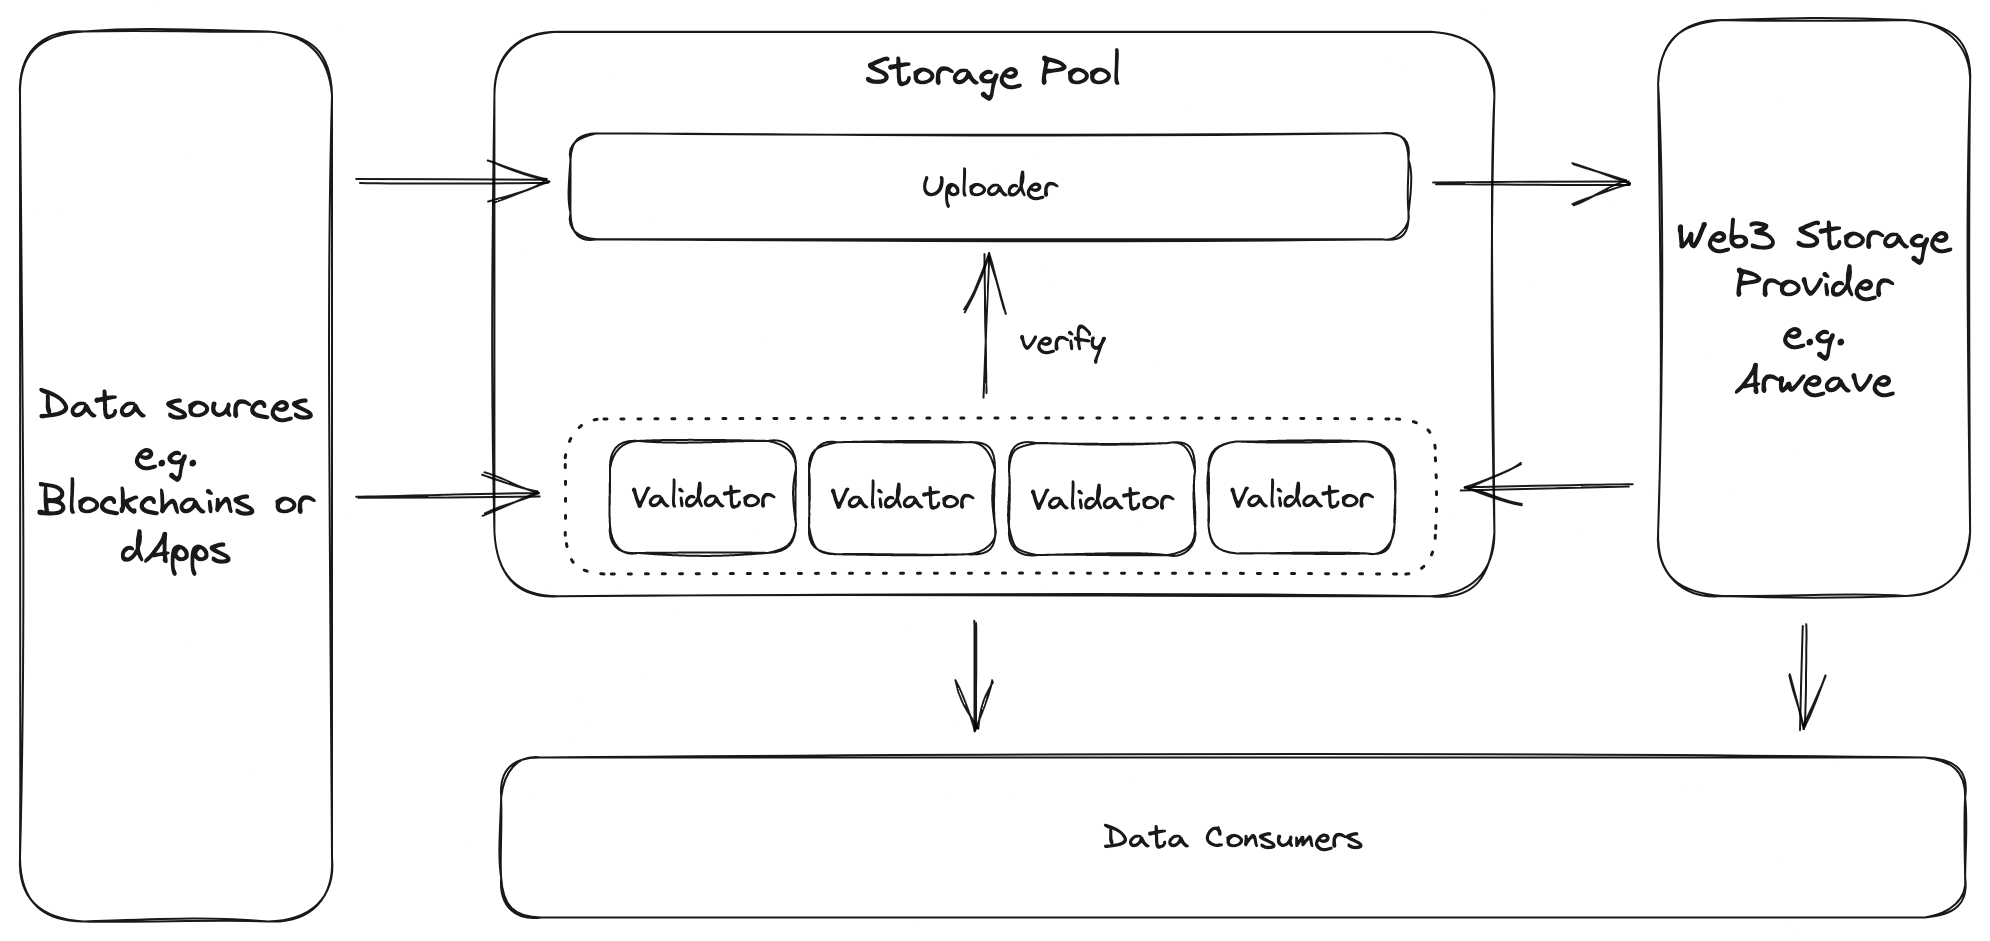 Storage Pool
Uploader
verify
Validator
Validator
Validator
Validator
Data sources
e.g.
Blockchains or
dApps
Web3 Storage
Provider
e.g.
Arweave
Data Consumers